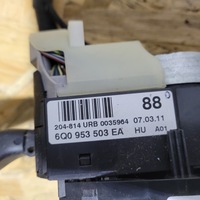 88
204-814 URB 0035964 07.03.11
6Q0 953 503 EA HU A01